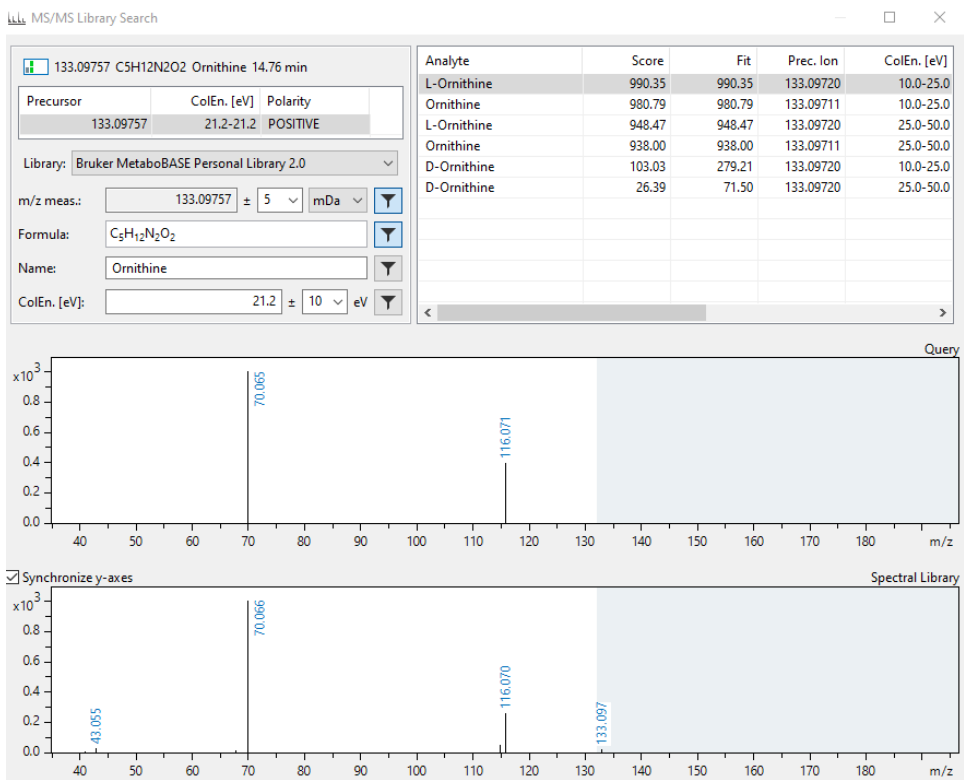 MS/MS Library Search
133.09757 C5H12N2O2 Ornithine 14.76 min
Precursor ColEn. [eV] Polarity
133.09757 21.2-21.2 POSITIVE
Library: Bruker MetaboBASE Personal Library 2.0
m/z meas.: 133.09757 ± 5 mDa
Formula: C₅H₁₂N₂O₂
Name: Ornithine
ColEn. [eV]: 21.2 ± 10 eV
Analyte Score Fit Prec. Ion ColEn. [eV]
L-Ornithine 990.35 990.35 133.09720 10.0-25.0
Ornithine 980.79 980.79 133.09711 10.0-25.0
L-Ornithine 948.47 948.47 133.09720 25.0-50.0
Ornithine 938.00 938.00 133.09711 25.0-50.0
D-Ornithine 103.03 279.21 133.09720 10.0-25.0
D-Ornithine 26.39 71.50 133.09720 25.0-50.0
Query
x10³
0.8
0.6
0.4
0.2
0.0
70.065
116.071
40 50 60 70 80 90 100 110 120 130 140 150 160 170 180 m/z
Synchronize y-axes
Spectral Library
x10³
0.8
0.6
0.4
0.2
0.0
43.055
70.066
116.070
133.097
40 50 60 70 80 90 100 110 120 130 140 150 160 170 180 m/z